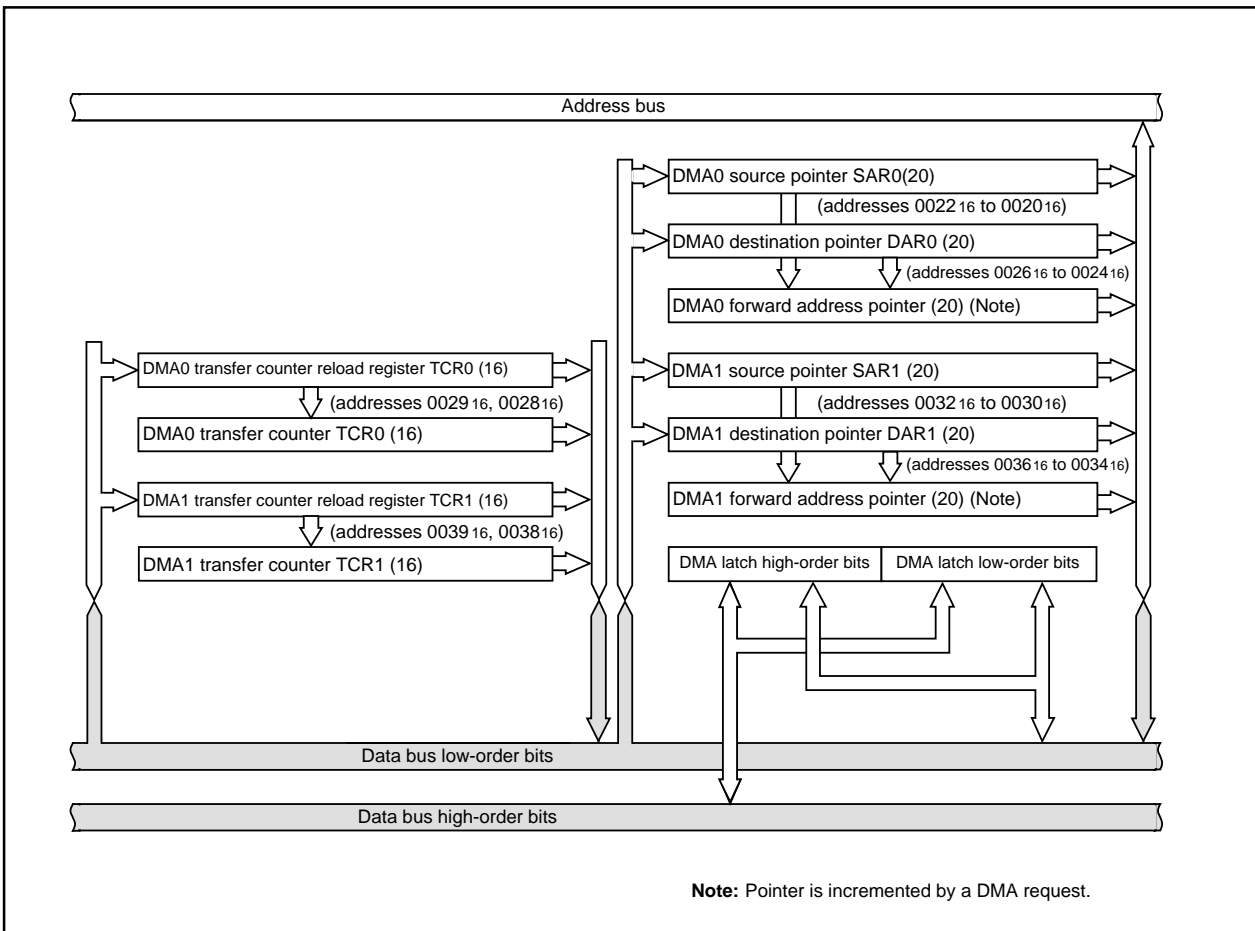 Address bus
DMA0 source pointer SAR0(20)
(addresses 0022 16 to 0020 16)
DMA0 destination pointer DAR0 (20)
(addresses 0026 16 to 0024 16)
DMA0 forward address pointer (20) (Note)
DMA0 transfer counter reload register TCR0 (16)
(addresses 0029 16, 0028 16)
DMA0 transfer counter TCR0 (16)
DMA1 transfer counter reload register TCR1 (16)
(addresses 0039 16, 0038 16)
DMA1 transfer counter TCR1 (16)
DMA1 source pointer SAR1 (20)
(addresses 0032 16 to 0030 16)
DMA1 destination pointer DAR1 (20)
(addresses 0036 16 to 0034 16)
DMA1 forward address pointer (20) (Note)
DMA latch high-order bits DMA latch low-order bits
Data bus low-order bits
Data bus high-order bits
Note: Pointer is incremented by a DMA request.